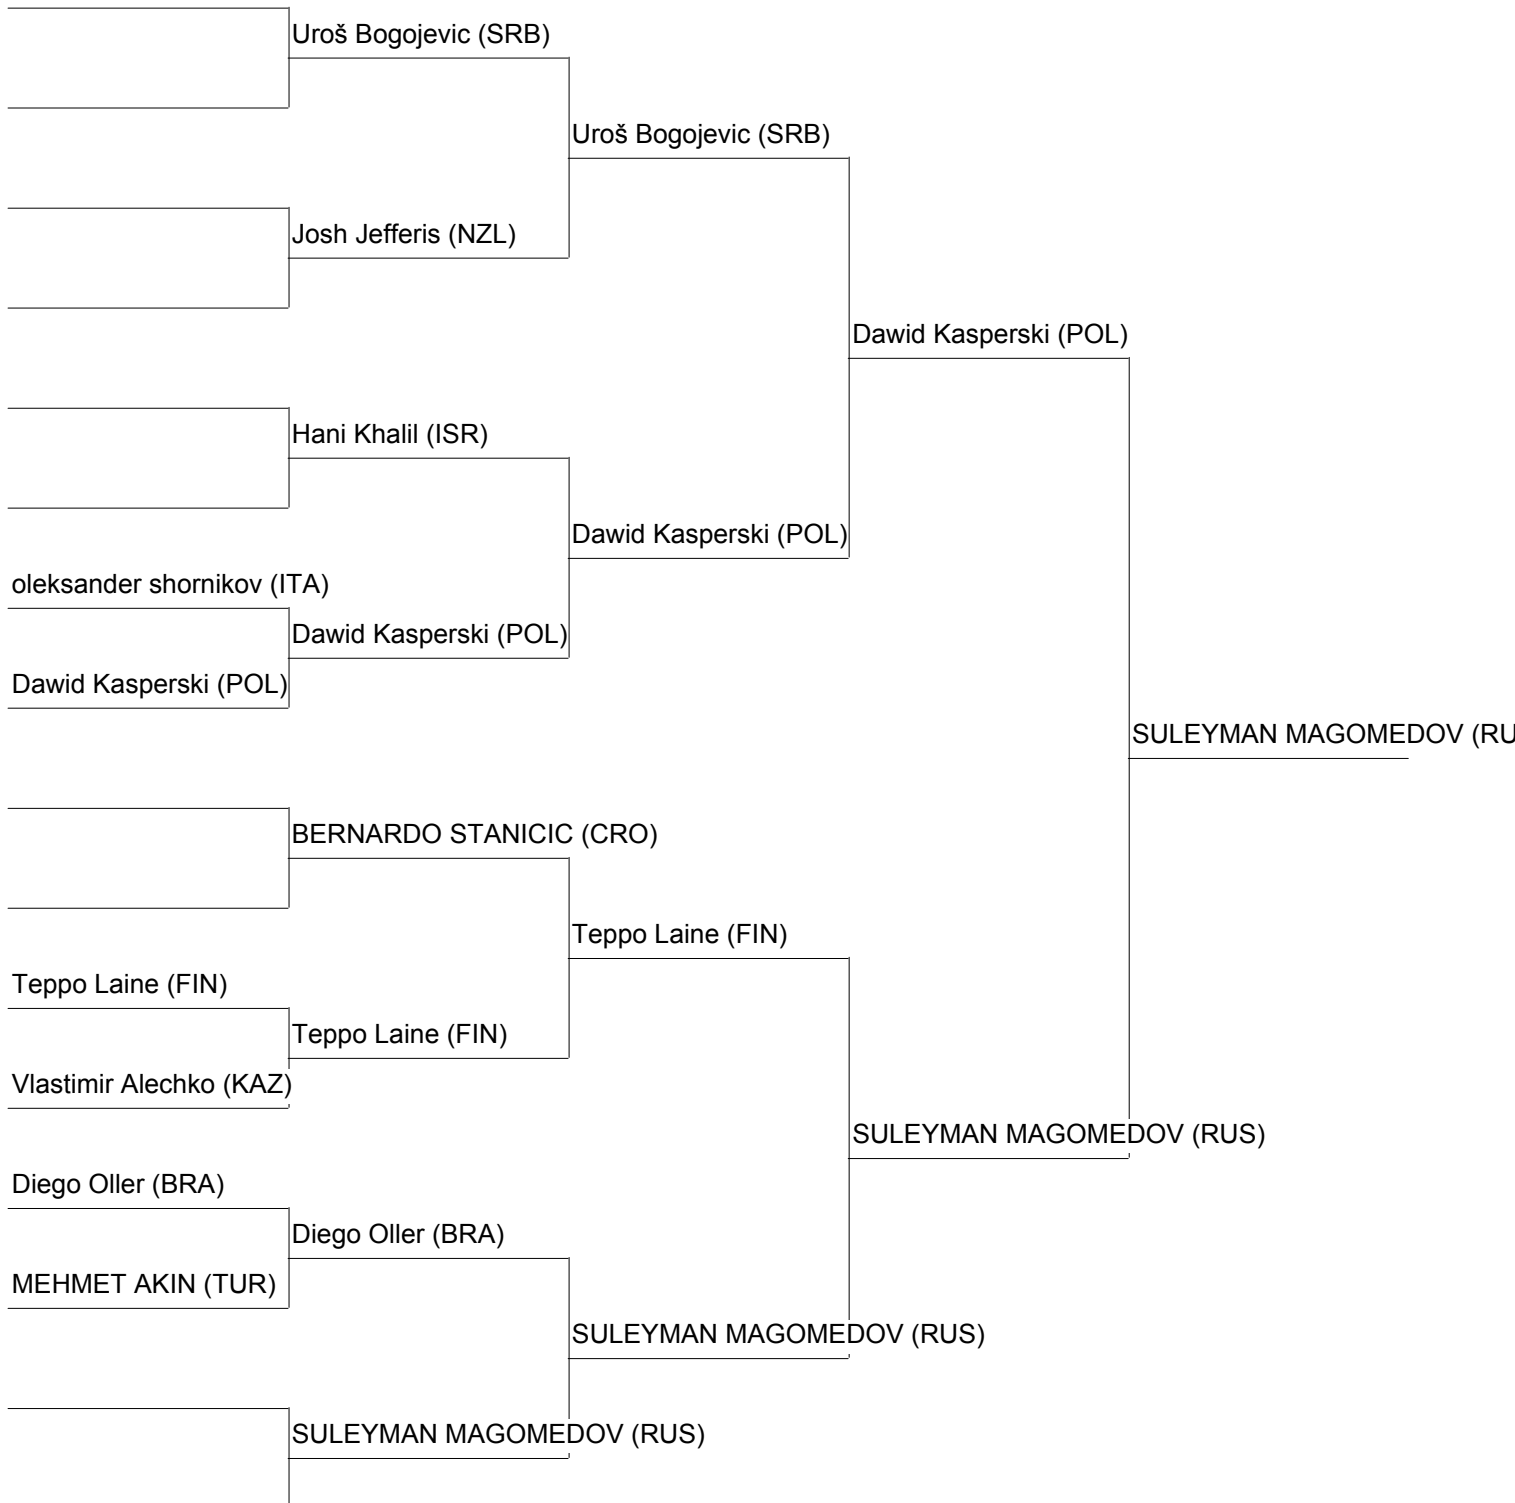 Uroš Bogojevic (SRB)
Uroš Bogojevic (SRB)
Josh Jefferis (NZL)
Dawid Kasperski (POL)
Hani Khalil (ISR)
Dawid Kasperski (POL)
oleksander shornikov (ITA)
Dawid Kasperski (POL)
Dawid Kasperski (POL)
SULEYMAN MAGOMEDOV (RU
BERNARDO STANICIC (CRO)
Teppo Laine (FIN)
Teppo Laine (FIN)
Teppo Laine (FIN)
Vlastimir Alechko (KAZ)
SULEYMAN MAGOMEDOV (RUS)
Diego Oller (BRA)
Diego Oller (BRA)
MEHMET AKIN (TUR)
SULEYMAN MAGOMEDOV (RUS)
SULEYMAN MAGOMEDOV (RUS)